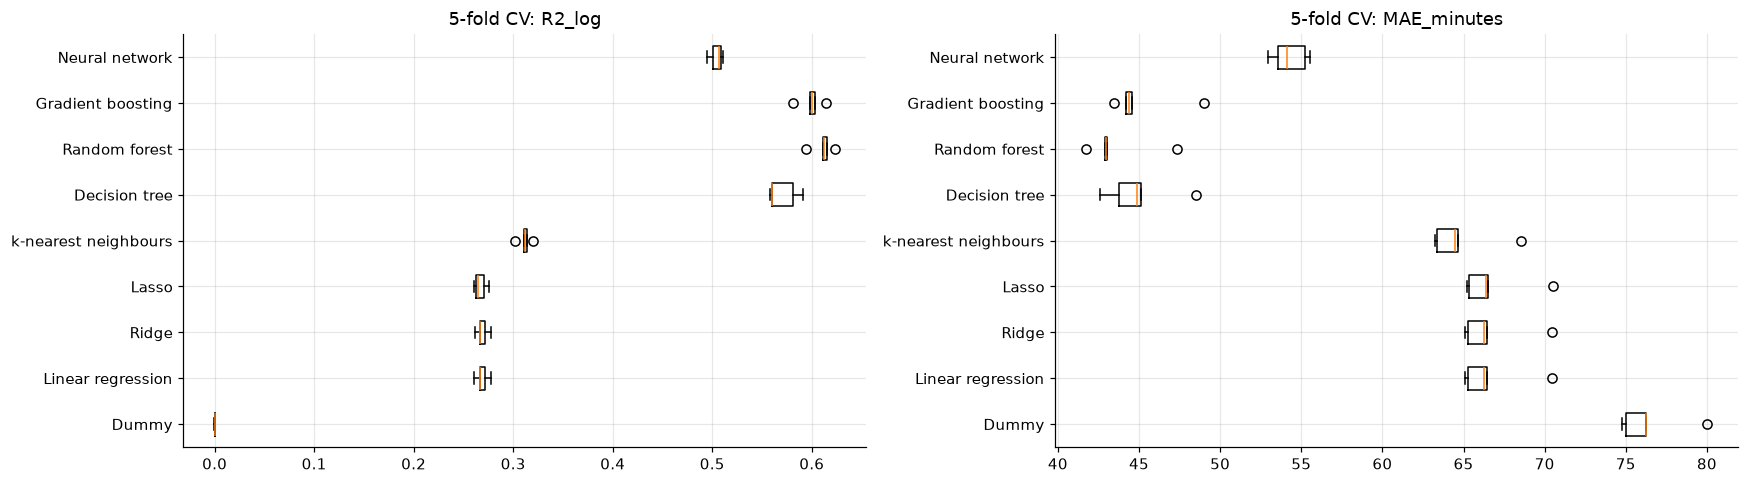 5-fold CV: R2_log
Neural network
Gradient boosting
Random forest
Decision tree
k-nearest neighbours
Lasso
Ridge
Linear regression
Dummy
0.0 0.1 0.2 0.3 0.4 0.5 0.6
5-fold CV: MAE_minutes
Neural network
Gradient boosting
Random forest
Decision tree
k-nearest neighbours
Lasso
Ridge
Linear regression
Dummy
40 45 50 55 60 65 70 75 80